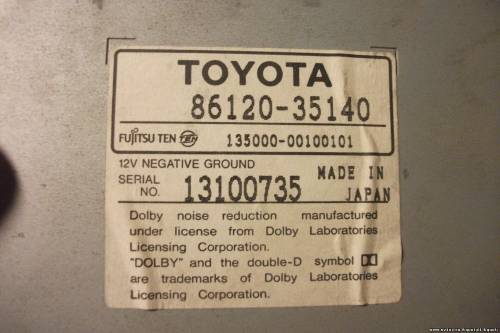 TOYOTA
86120-35140
FUJITSU TEN TEN 135000-00100101
12V NEGATIVE GROUND
SERIAL NO. 13100735
MADE IN JAPAN
Dolby noise reduction manufactured
under license from Dolby Laboratories
Licensing Corporation.
"DOLBY" and the double-D symbol
are trademarks of Dolby Laboratories
Licensing Corporation.